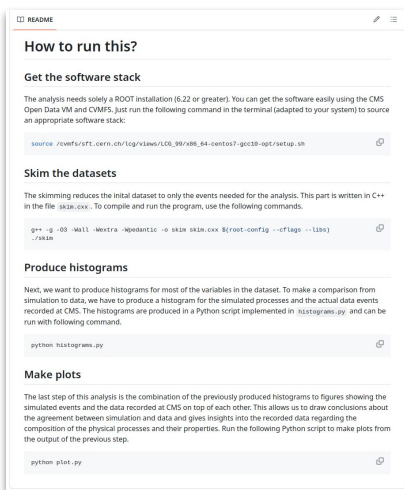 README
How to run this?
Get the software stack
The analysis needs solely a ROOT installation (6.22 or greater). You can get the software easily using the CMS
Open Data VM and CVMFS. Just run the following command in the terminal (adapted to your system) to source
an appropriate software stack:
source /cvmfs/sft.cern.ch/lcg/views/LCG_99/x86_64-centos7-gcc10-opt/setup.sh
Skim the datasets
The skimming reduces the inital dataset to only the events needed for the analysis. This part is written in C++
in the file skim.cxx. To compile and run the program, use the following commands.
g++ -g -O3 -Wall -Wextra -Wpedantic -o skim skim.cxx $(root-config --cflags --libs)
./skim
Produce histograms
Next, we want to produce histograms for most of the variables in the dataset. To make a comparison from
simulation to data, we have to produce a histogram for the simulated processes and the actual data events
recorded at CMS. The histograms are produced in a Python script implemented in histograms.py and can be
run with following command.
python histograms.py
Make plots
The last step of this analysis is the combination of the previously produced histograms to figures showing the
simulated events and the data recorded at CMS on top of each other. This allows us to draw conclusions about
the agreement between simulation and data and gives insights into the recorded data regarding the
composition of the physical processes and their properties. Run the following Python script to make plots from
the output of the previous step.
python plot.py